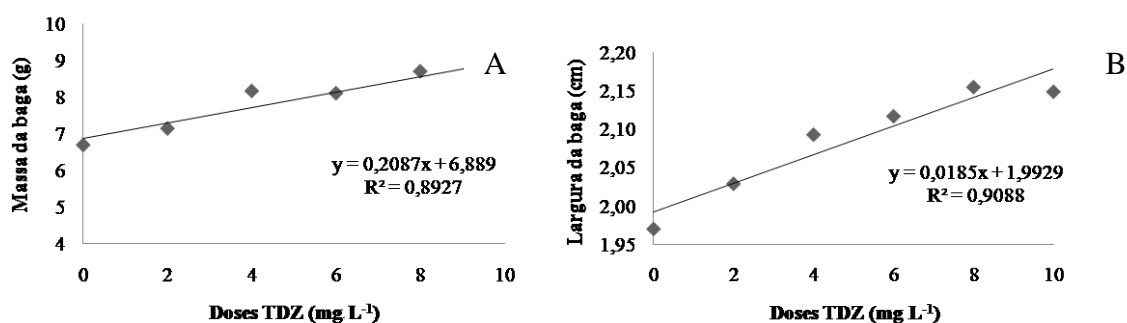 A
Massa da baga (g)
10
9
8
7
6
5
4
y = 0,2087x + 6,889
R² = 0,8927
0 2 4 6 8 10
Doses TDZ (mg L⁻¹)
B
Largura da baga (cm)
2,20
2,15
2,10
2,05
2,00
1,95
y = 0,0185x + 1,9929
R² = 0,9088
0 2 4 6 8 10
Doses TDZ (mg L⁻¹)